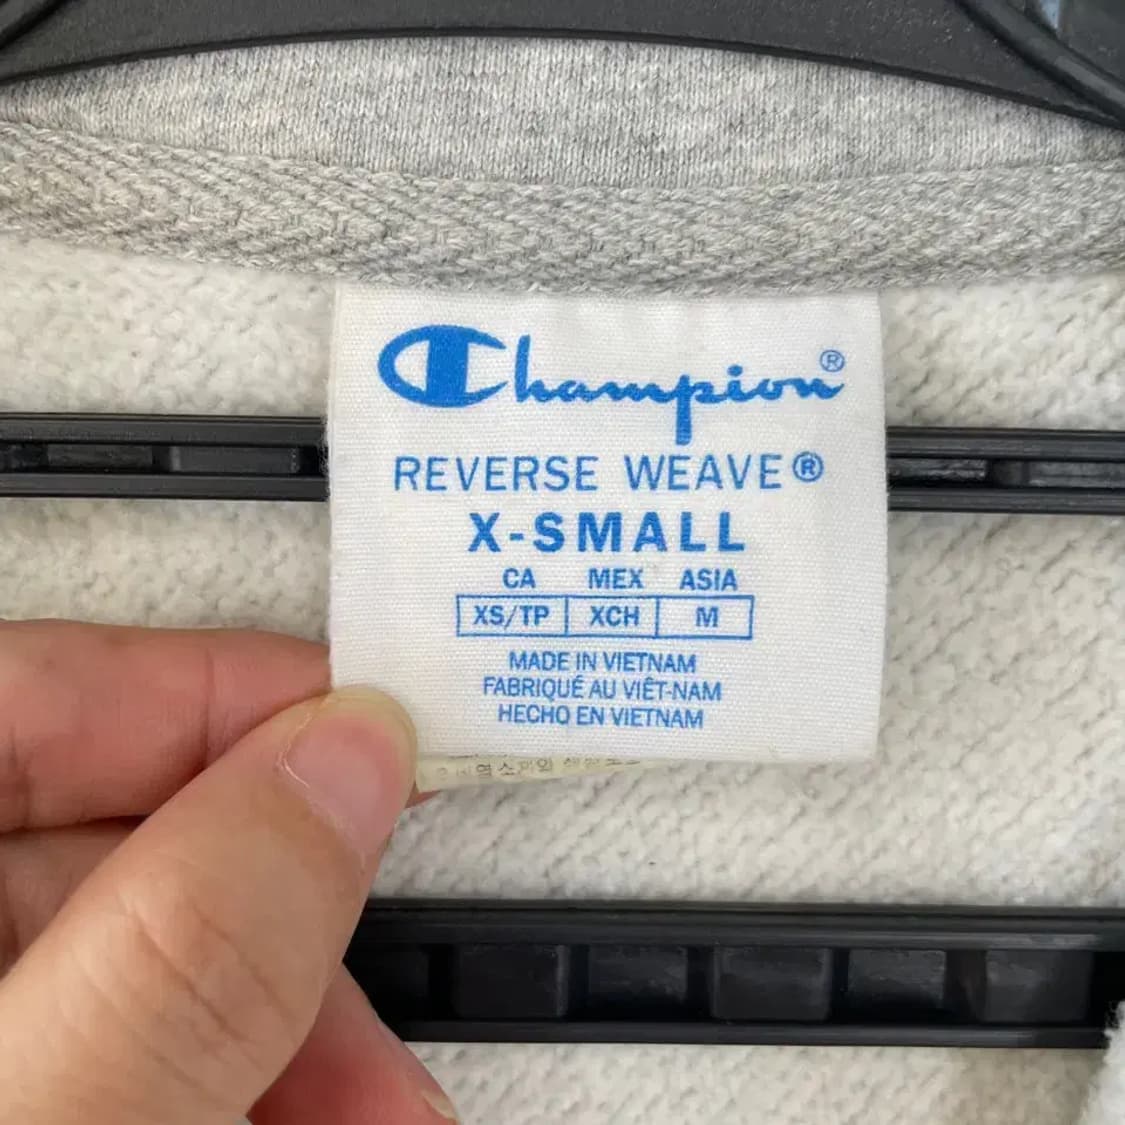 Champion®
REVERSE WEAVE®
X-SMALL
CA MEX ASIA
XS/TP XCH M
MADE IN VIETNAM
FABRIQUÉ AU VIÊT-NAM
HECHO EN VIETNAM